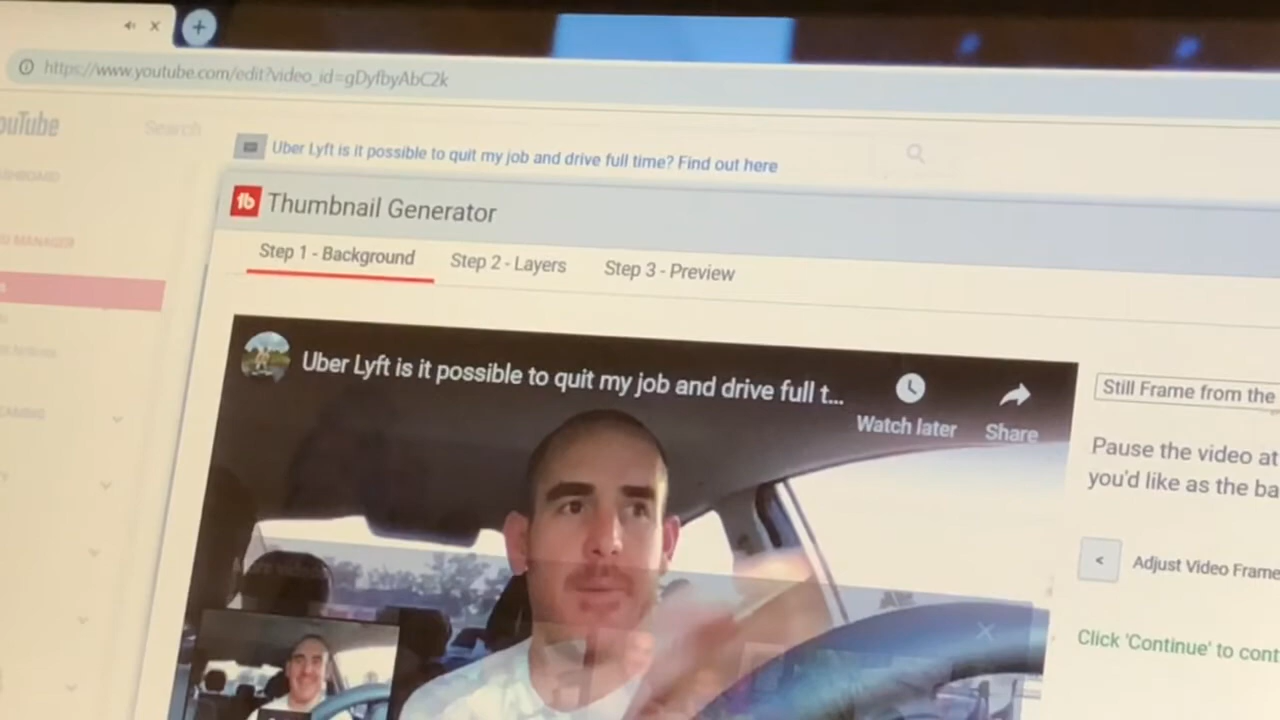 https://www.youtube.com/edit?video_id=gDyfbyAbC2k
ouTube
Search
Uber Lyft is it possible to quit my job and drive full time? Find out here
tb Thumbnail Generator
MANAGER
Step 1 - Background
Step 2 - Layers
Step 3 - Preview
Uber Lyft is it possible to quit my job and drive full t...
Watch later
Share
Still Frame from the
Pause the video at
you'd like as the ba
< Adjust Video Frame
Click 'Continue' to cont